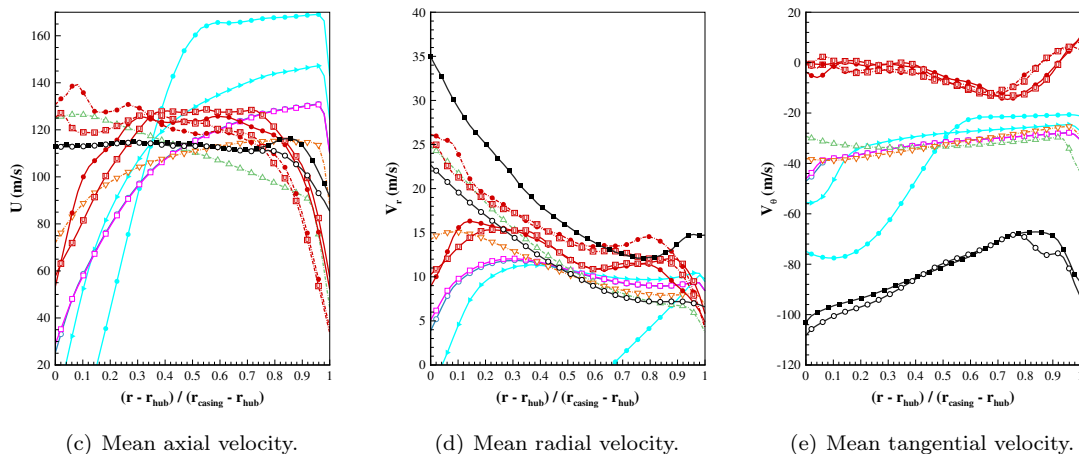 160
140
120
100
80
60
40
20
U (m/s)
0 0.1 0.2 0.3 0.4 0.5 0.6 0.7 0.8 0.9 1
(r - r_hub) / (r_casing - r_hub)
(c) Mean axial velocity.
40
35
30
25
20
15
10
5
0
V_r (m/s)
0 0.1 0.2 0.3 0.4 0.5 0.6 0.7 0.8 0.9 1
(r - r_hub) / (r_casing - r_hub)
(d) Mean radial velocity.
20
0
-20
-40
-60
-80
-100
-120
V_θ (m/s)
0 0.1 0.2 0.3 0.4 0.5 0.6 0.7 0.8 0.9 1
(r - r_hub) / (r_casing - r_hub)
(e) Mean tangential velocity.